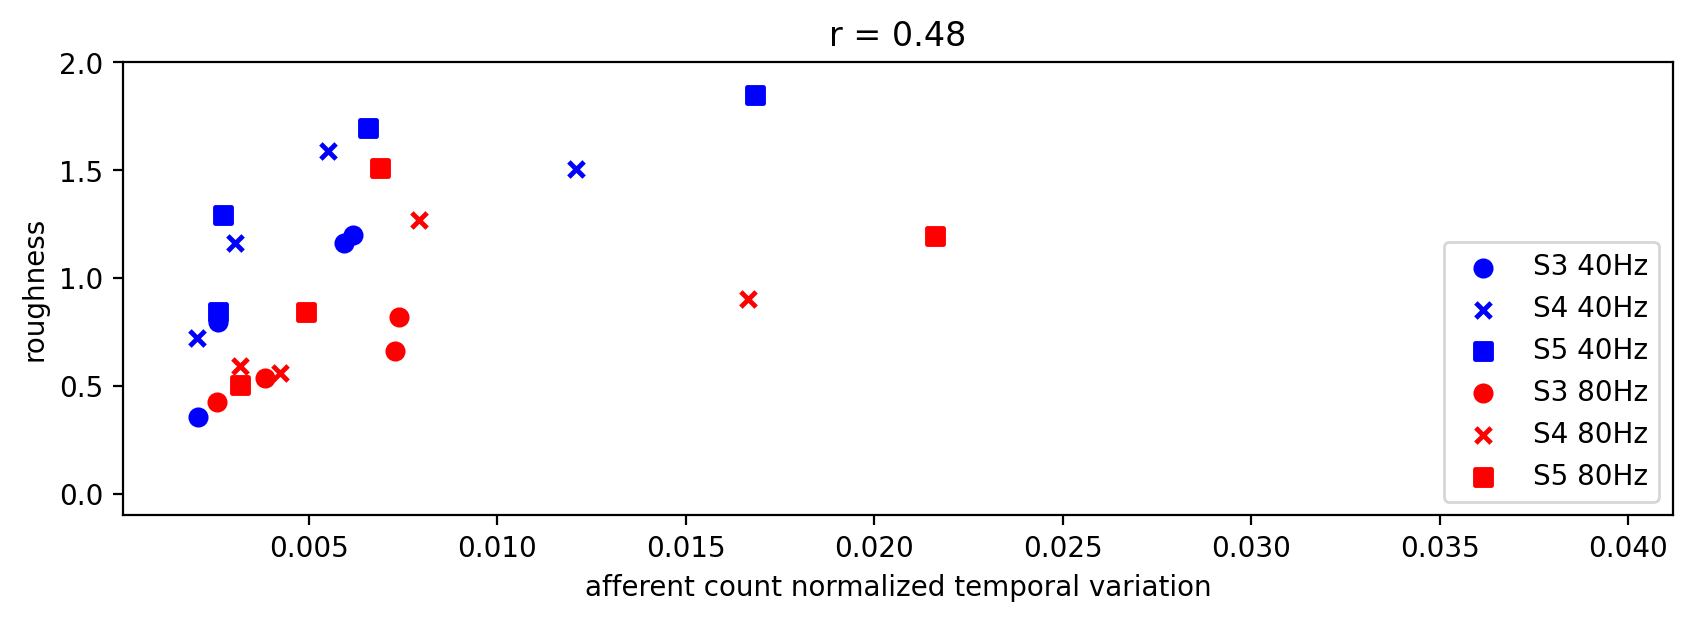 r = 0.48
2.0
1.5
1.0
0.5
0.0
roughness
S3 40Hz
S4 40Hz
S5 40Hz
S3 80Hz
S4 80Hz
S5 80Hz
0.005 0.010 0.015 0.020 0.025 0.030 0.035 0.040
afferent count normalized temporal variation